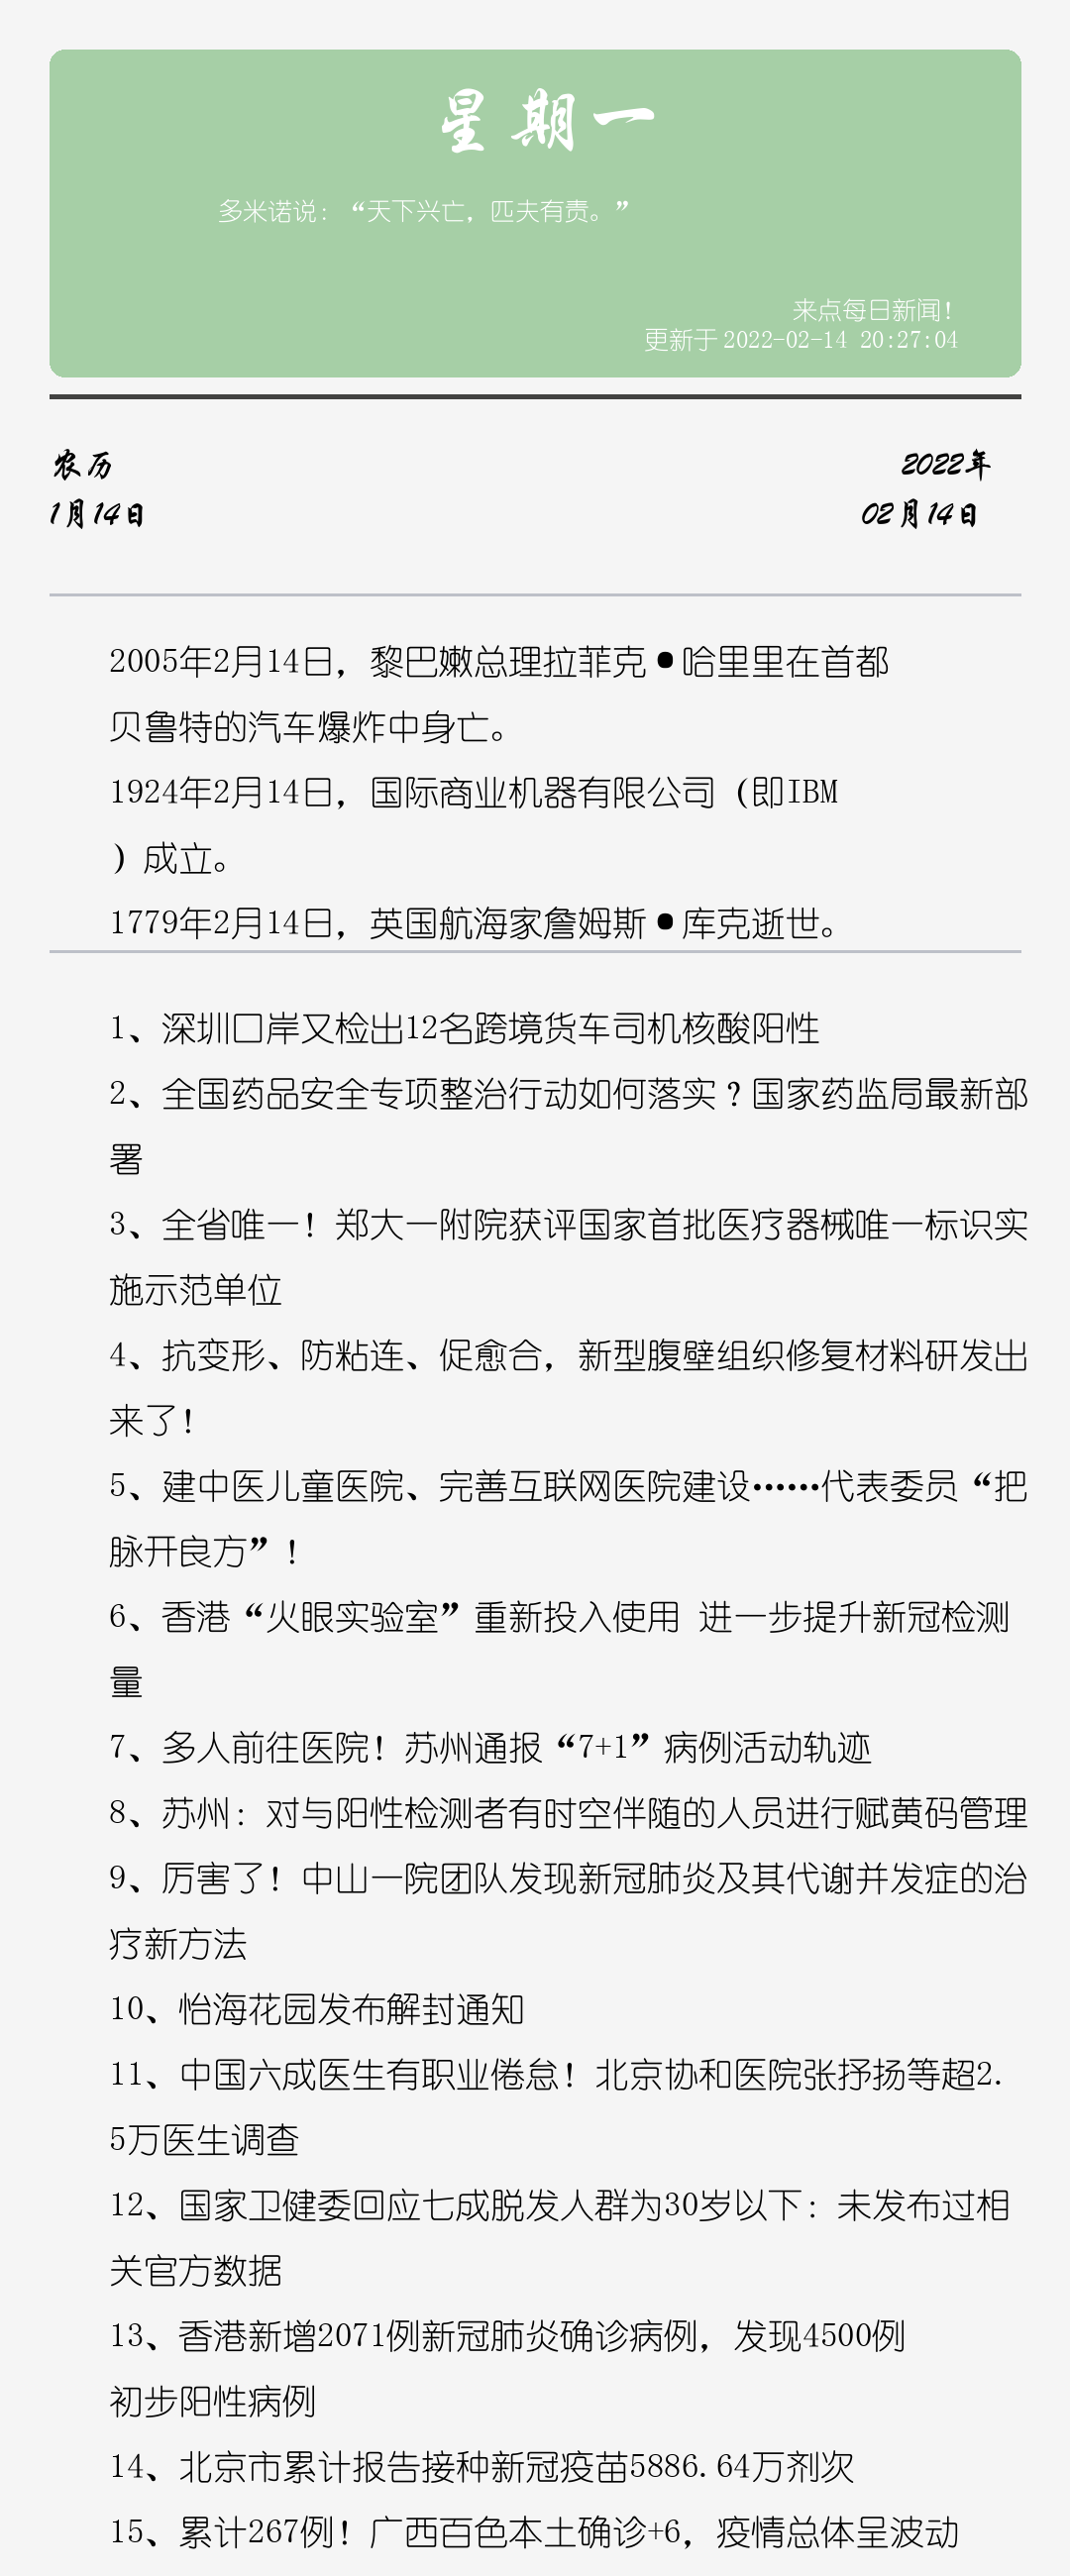 星期一
多米诺说：“天下兴亡，匹夫有责。”
来点每日新闻！
更新于 2022-02-14 20:27:04
农历
2022年
1月14日
02月14日
2005年2月14日，黎巴嫩总理拉菲克•哈里里在首都
贝鲁特的汽车爆炸中身亡。
1924年2月14日，国际商业机器有限公司（即IBM
）成立。
1779年2月14日，英国航海家詹姆斯•库克逝世。
1、深圳口岸又检出12名跨境货车司机核酸阳性
2、全国药品安全专项整治行动如何落实？国家药监局最新部
署
3、全省唯一！郑大一附院获评国家首批医疗器械唯一标识实
施示范单位
4、抗变形、防粘连、促愈合，新型腹壁组织修复材料研发出
来了！
5、建中医儿童医院、完善互联网医院建设······代表委员“把
脉开良方”！
6、香港“火眼实验室”重新投入使用 进一步提升新冠检测
量
7、多人前往医院！苏州通报“7+1”病例活动轨迹
8、苏州：对与阳性检测者有时空伴随的人员进行赋黄码管理
9、厉害了！中山一院团队发现新冠肺炎及其代谢并发症的治
疗新方法
10、怡海花园发布解封通知
11、中国六成医生有职业倦怠！北京协和医院张抒扬等超2.
5万医生调查
12、国家卫健委回应七成脱发人群为30岁以下：未发布过相
关官方数据
13、香港新增2071例新冠肺炎确诊病例，发现4500例
初步阳性病例
14、北京市累计报告接种新冠疫苗5886.64万剂次
15、累计267例！广西百色本土确诊+6，疫情总体呈波动